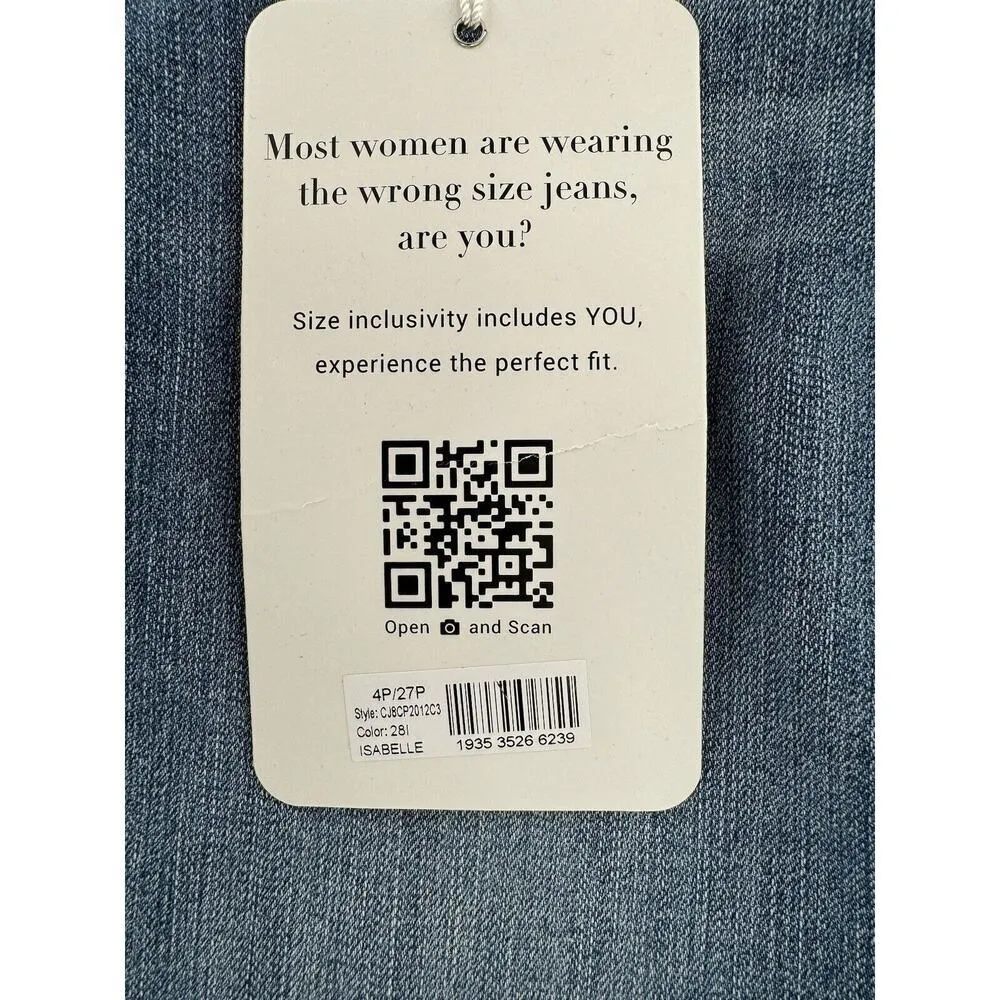 Most women are wearing
the wrong size jeans,
are you?
Size inclusivity includes YOU,
experience the perfect fit.
Open and Scan
4P/27P
Style: CJ8CP2012C3
Color: 28I
ISABELLE
1935 3526 6239